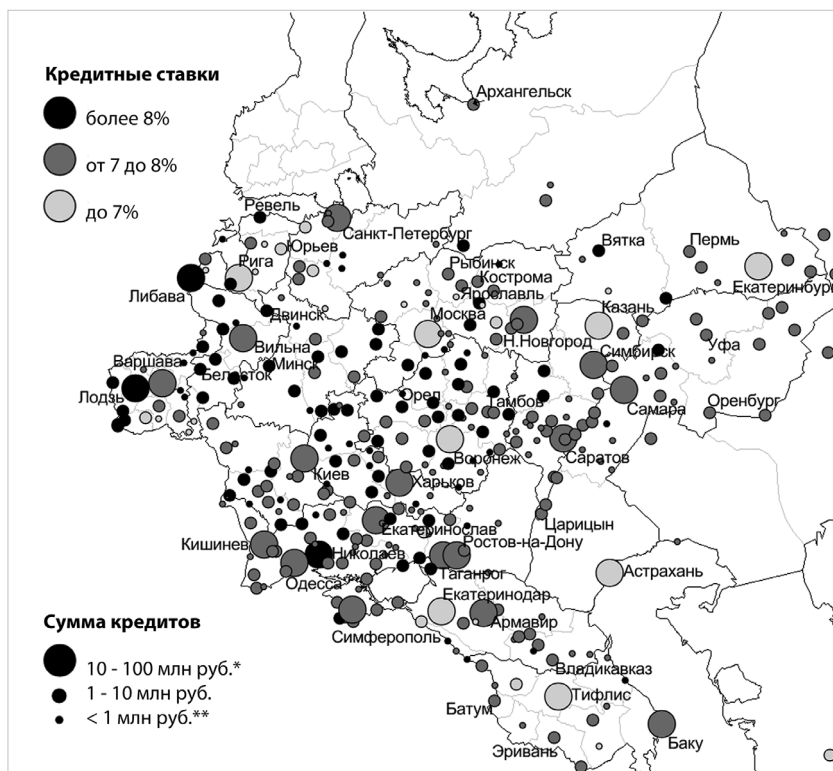 Кредитные ставки
более 8%
от 7 до 8%
до 7%
Архангельск
Ревель
Санкт-Петербург
Юрьев
Рига
Либава
Двинск
Вильна
Минск
Варшава
Белосток
Лодзь
Рыбинск
Кострома
Ярославль
Москва
Н.Новгород
Вятка
Пермь
Екатеринбург
Казань
Симбирск
Уфа
Самара
Оренбург
Орел
Тамбов
Воронеж
Саратов
Киев
Харьков
Царицын
Екатеринослав
Кишинев
Николаев
Ростов-на-Дону
Одесса
Таганрог
Астрахань
Екатеринодар
Армавир
Симферополь
Владикавказ
Батум
Тифлис
Эривань
Баку
Сумма кредитов
10 - 100 млн руб.*
1 - 10 млн руб.
< 1 млн руб.**